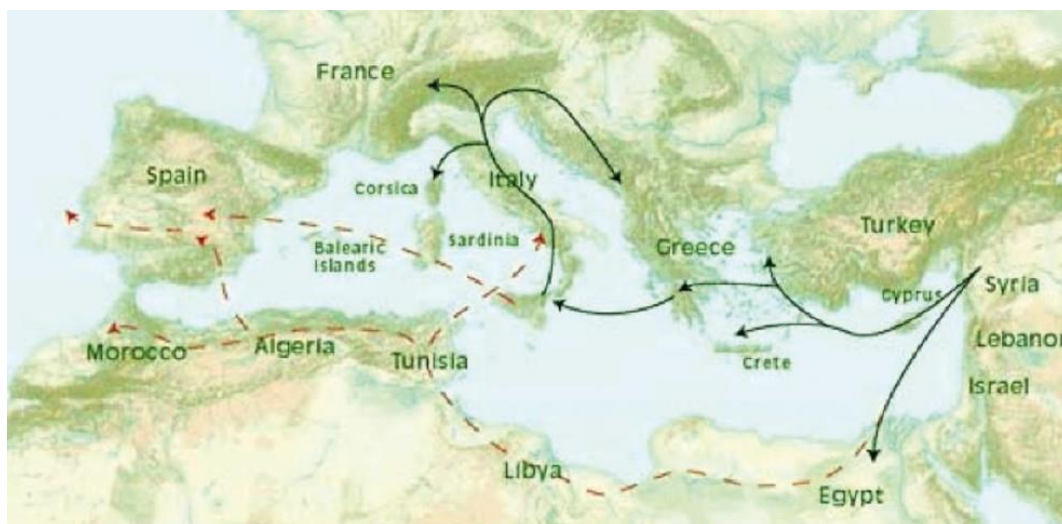 France
Spain
Corsica
Italy
Balearic
Islands
Sardinia
Greece
Turkey
Cyprus
Syria
Lebanon
Morocco
Algeria
Tunisia
Crete
Israel
Libya
Egypt